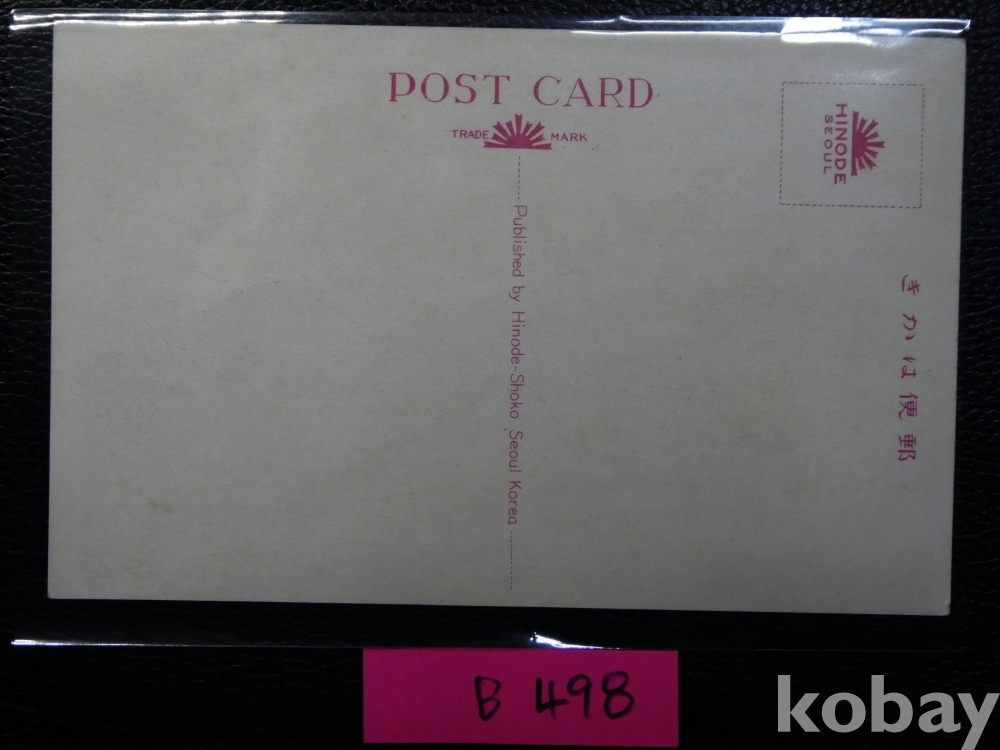 POST CARD
TRADE MARK
HINODE
SEOUL
Published by Hinode-Shoko Seoul Korea
きかは便郵
B 498
kobay